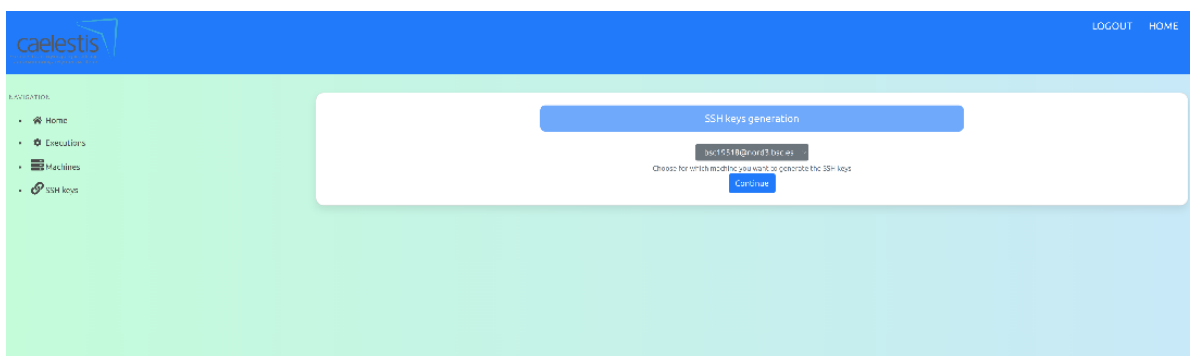 caelestis
LOGOUT HOME
NAVIGATION
Home
Executions
Machines
SSH keys
SSH keys generation
Choose for which machine you want to generate the SSH keys
Continue